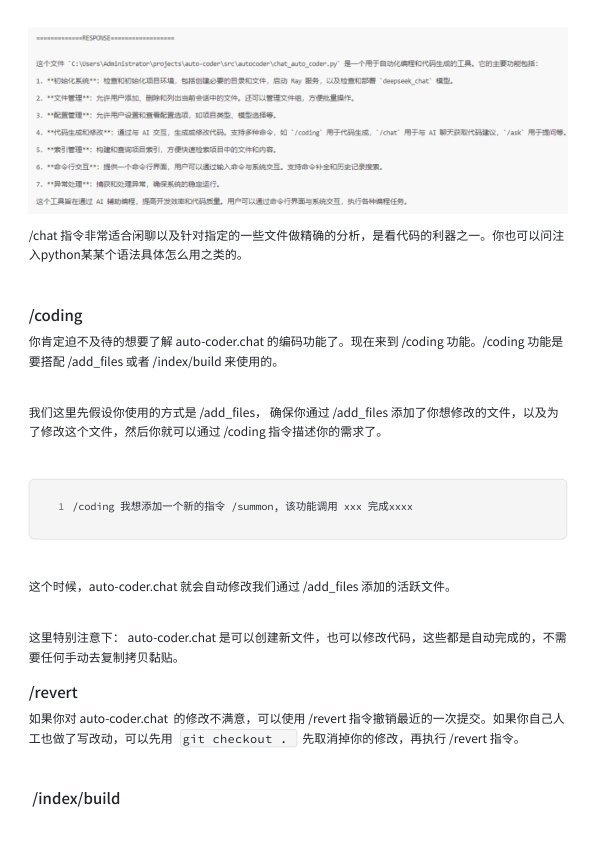 =============RESPONSE==================
这个文件 `C:\Users\Administrator\projects\auto-coder\src\autocoder\chat_auto_coder.py` 是一个用于自动化编程和代码生成的工具。它的主要功能包括：
1. **初始化系统**：检查和初始化项目环境，包括创建必要的目录和文件，启动 Ray 服务，以及检查和部署 `deepseek_chat` 模型。
2. **文件管理**：允许用户添加、删除和列出当前会话中的文件。还可以管理文件组，方便批量操作。
3. **配置管理**：允许用户设置和查看配置选项，如项目类型、模型选择等。
4. **代码生成和修改**：通过与 AI 交互，生成或修改代码。支持多种命令，如 `/coding` 用于代码生成，`/chat` 用于与 AI 聊天获取代码建议，`/ask` 用于提问等。
5. **索引管理**：构建和查询项目索引，方便快速检索项目中的文件和内容。
6. **命令行交互**：提供一个命令行界面，用户可以通过输入命令与系统交互。支持命令补全和历史记录搜索。
7. **异常处理**：捕获和处理异常，确保系统的稳定运行。
这个工具旨在通过 AI 辅助编程，提高开发效率和代码质量。用户可以通过命令行界面与系统交互，执行各种编程任务。
/chat 指令非常适合闲聊以及针对指定的一些文件做精确的分析，是看代码的利器之一。你也可以问注
入python某某个语法具体怎么用之类的。
/coding
你肯定迫不及待的想要了解 auto-coder.chat 的编码功能了。现在来到 /coding 功能。/coding 功能是
要搭配 /add_files 或者 /index/build 来使用的。
我们这里先假设你使用的方式是 /add_files， 确保你通过 /add_files 添加了你想修改的文件，以及为
了修改这个文件，然后你就可以通过 /coding 指令描述你的需求了。
1 /coding 我想添加一个新的指令 /summon, 该功能调用 xxx 完成xxxx
这个时候，auto-coder.chat 就会自动修改我们通过 /add_files 添加的活跃文件。
这里特别注意下： auto-coder.chat 是可以创建新文件，也可以修改代码，这些都是自动完成的，不需
要任何手动去复制拷贝黏贴。
/revert
如果你对 auto-coder.chat 的修改不满意，可以使用 /revert 指令撤销最近的一次提交。如果你自己人
工也做了写改动，可以先用 git checkout . 先取消掉你的修改，再执行 /revert 指令。
/index/build